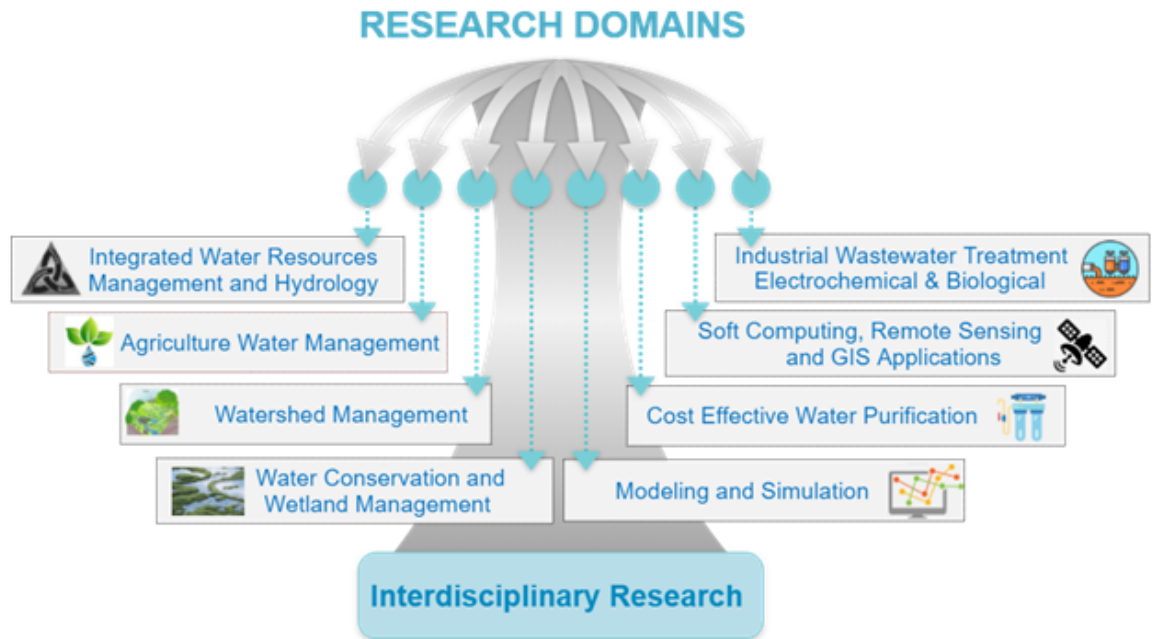 RESEARCH DOMAINS
Integrated Water Resources
Management and Hydrology
Agriculture Water Management
Watershed Management
Water Conservation and
Wetland Management
Industrial Wastewater Treatment
Electrochemical & Biological
Soft Computing, Remote Sensing
and GIS Applications
Cost Effective Water Purification
Modeling and Simulation
Interdisciplinary Research